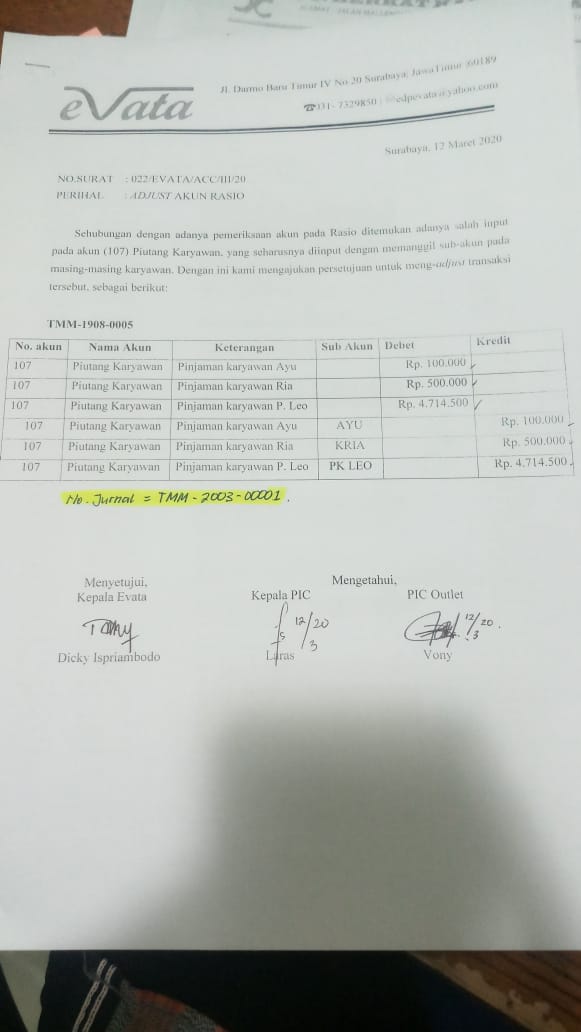 eVata
Jl. Darmo Baru Timur IV No 20 Surabaya, Jawa Timur 60189
☎031- 7329850 | ✉edpevata@yahoo.com
Surabaya, 12 Maret 2020
NO.SURAT : 022/EVATA/ACC/III/20
PERIHAL : ADJUST AKUN RASIO
Sehubungan dengan adanya pemeriksaan akun pada Rasio ditemukan adanya salah input
pada akun (107) Piutang Karyawan, yang seharusnya diinput dengan memanggil sub-akun pada
masing-masing karyawan. Dengan ini kami mengajukan persetujuan untuk meng-adjust transaksi
tersebut, sebagai berikut:
TMM-1908-0005
No. akun Nama Akun Keterangan Sub Akun Debet Kredit
107 Piutang Karyawan Pinjaman karyawan Ayu Rp. 100.000
107 Piutang Karyawan Pinjaman karyawan Ria Rp. 500.000
107 Piutang Karyawan Pinjaman karyawan P. Leo Rp. 4.714.500
107 Piutang Karyawan Pinjaman karyawan Ayu AYU Rp. 100.000
107 Piutang Karyawan Pinjaman karyawan Ria KRIA Rp. 500.000
107 Piutang Karyawan Pinjaman karyawan P. Leo PK LEO Rp. 4.714.500
No. Jurnal = TMM-2003-00001.
Menyetujui, Mengetahui,
Kepala Evata Kepala PIC PIC Outlet
12/20 3 12/20. 3
Dicky Ispriambodo Laras Vony